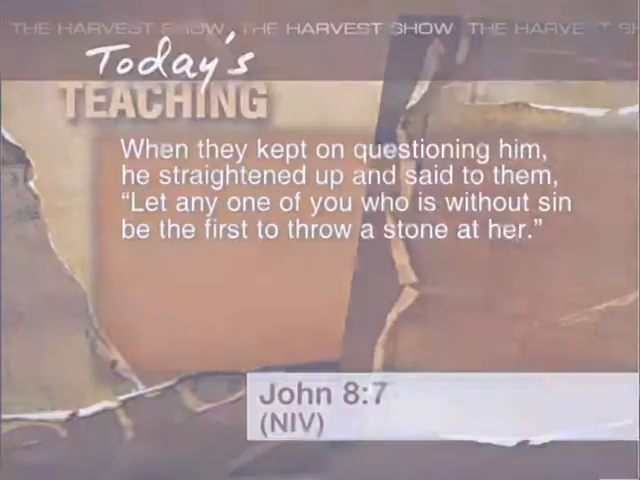 THE HARVEST SHOW THE HARVEST SHOW THE HARVE
Today's
TEACHING
When they kept on questioning him,
he straightened up and said to them,
“Let any one of you who is without sin
be the first to throw a stone at her.”
John 8:7
(NIV)